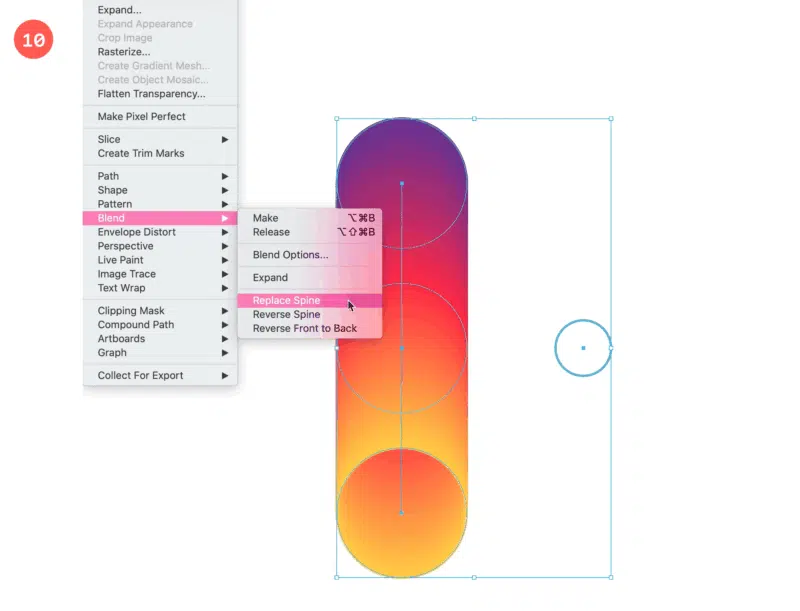 10
Expand...
Expand Appearance
Crop Image
Rasterize...
Create Gradient Mesh...
Create Object Mosaic...
Flatten Transparency...
Make Pixel Perfect
Slice ▶
Create Trim Marks
Path ▶
Shape ▶
Pattern ▶
Blend ▶
Envelope Distort ▶
Perspective ▶
Live Paint ▶
Image Trace ▶
Text Wrap ▶
Clipping Mask ▶
Compound Path ▶
Artboards ▶
Graph ▶
Collect For Export ▶
Make ⌥⌘B
Release ⌥⇧⌘B
Blend Options...
Expand
Replace Spine
Reverse Spine
Reverse Front to Back